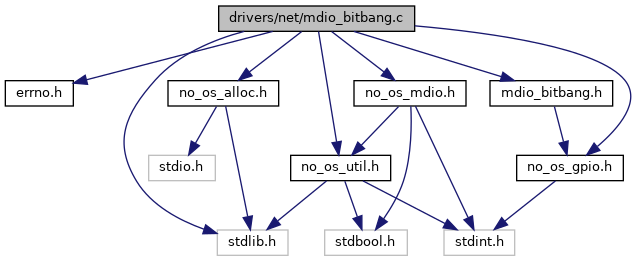 drivers/net/mdio_bitbang.c
errno.h
no_os_alloc.h
no_os_mdio.h
mdio_bitbang.h
stdio.h
no_os_util.h
no_os_gpio.h
stdlib.h
stdbool.h
stdint.h